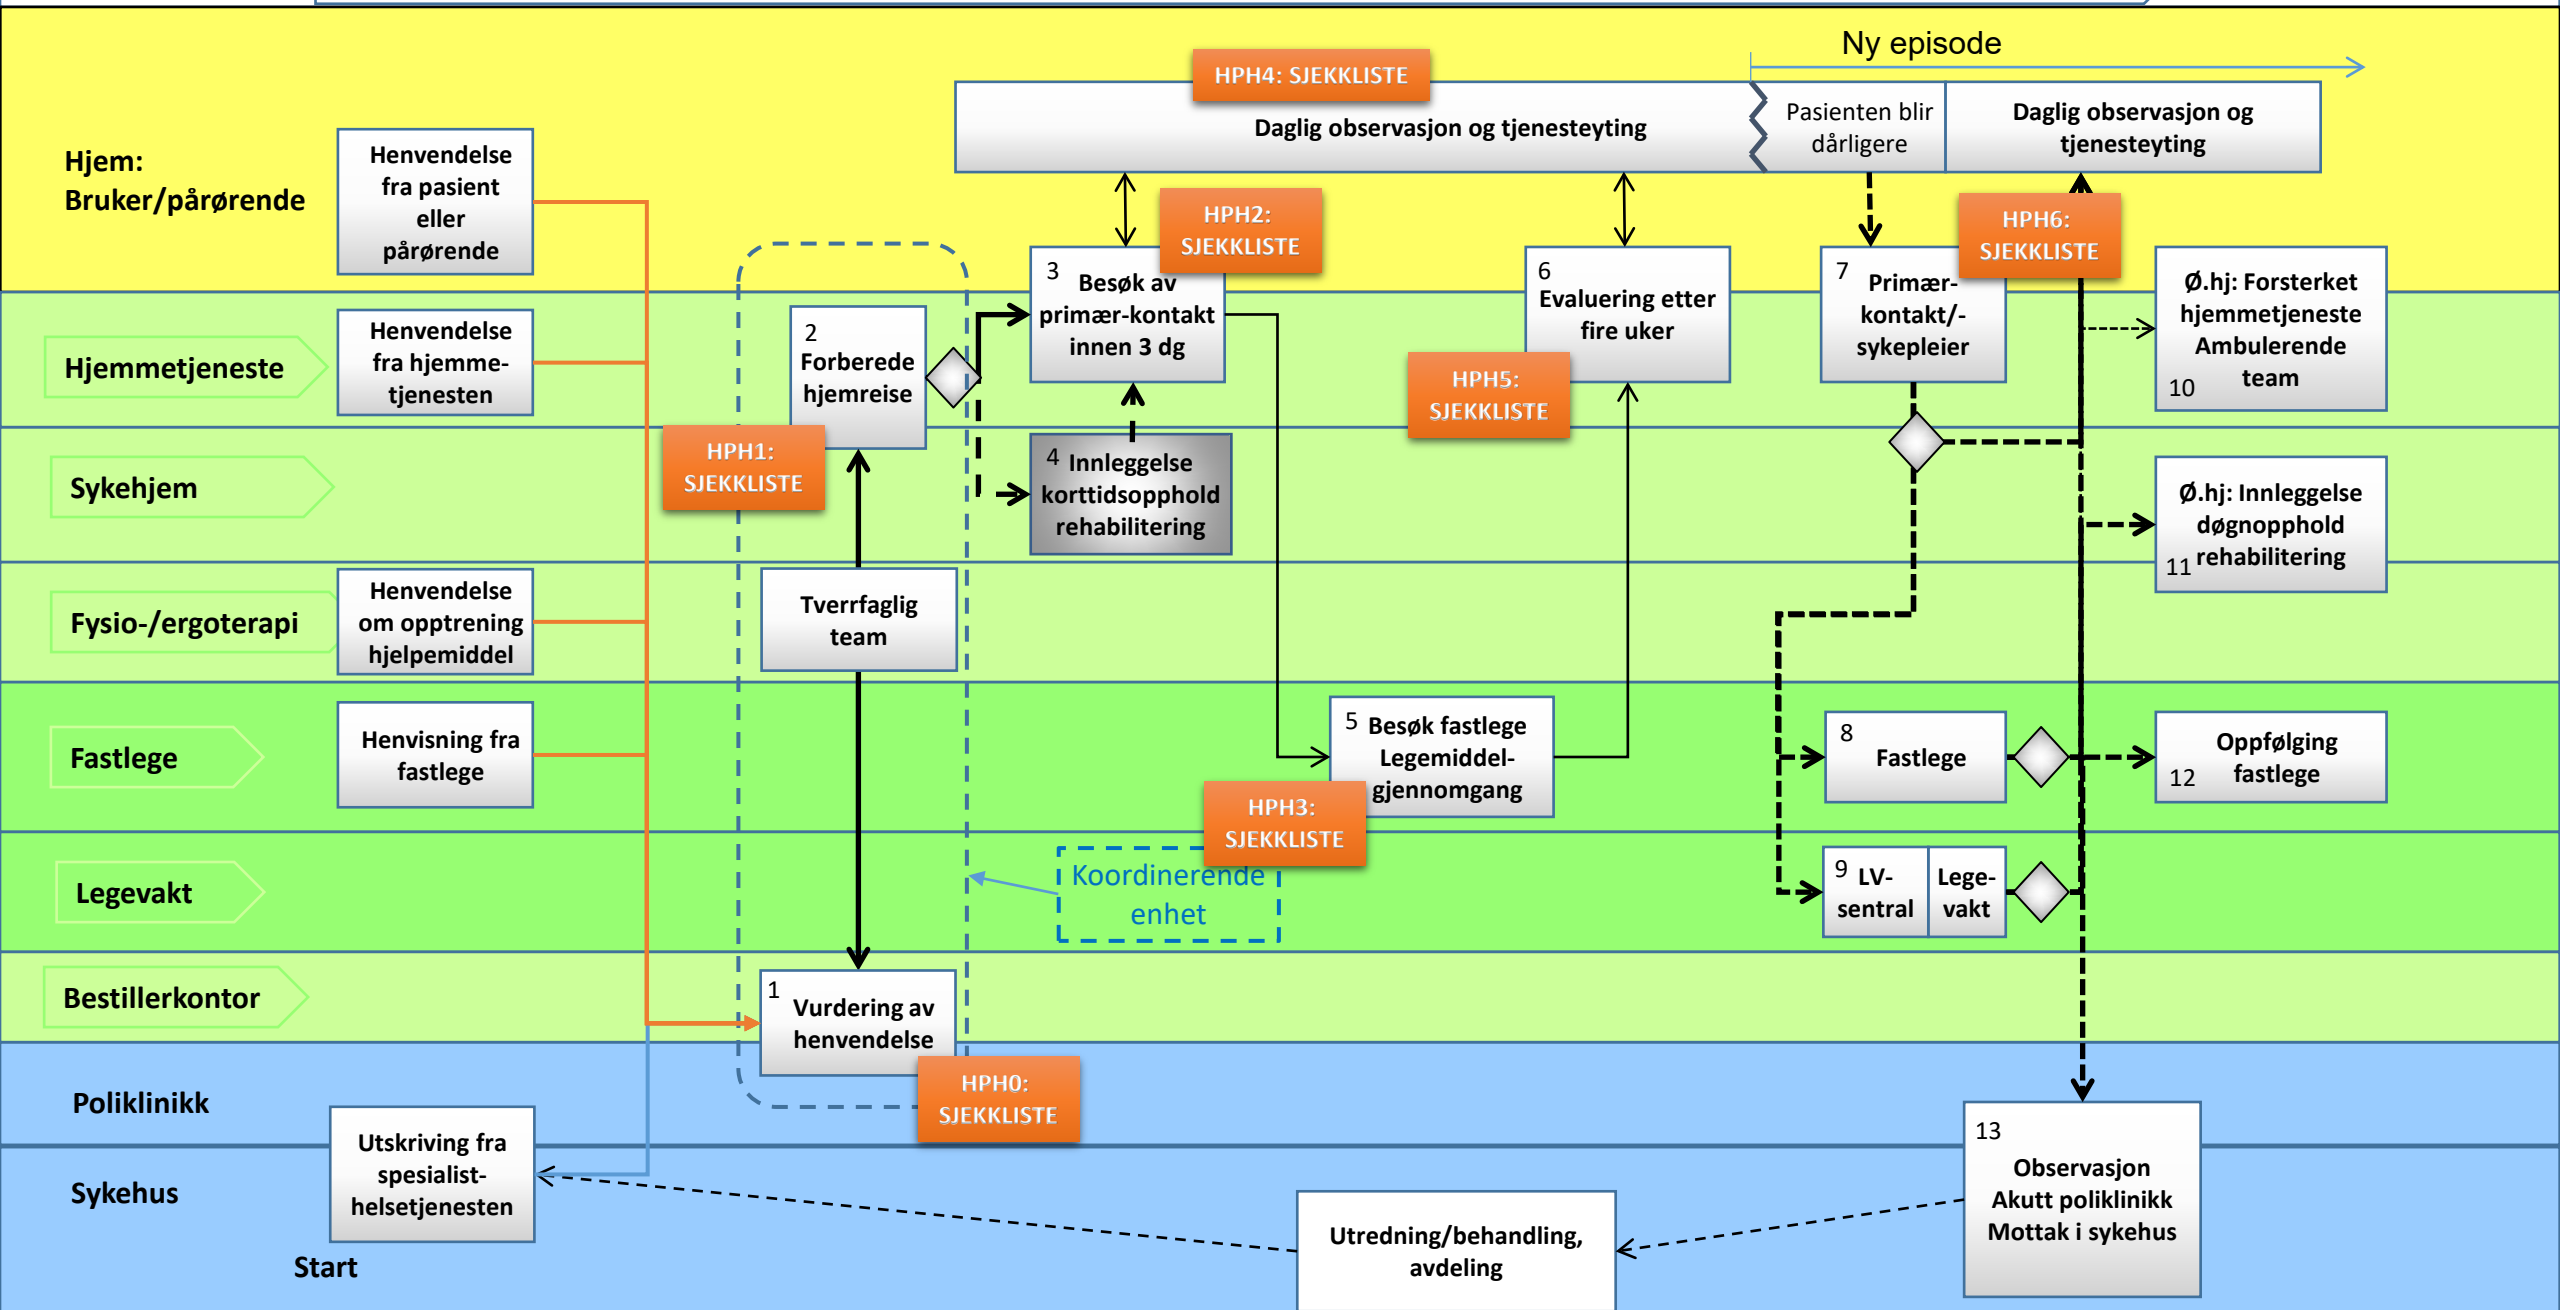 Ny episode
HPH4: SJEKKLISTE
Daglig observasjon og tjenesteyting
Pasienten blir
dårligere
Daglig observasjon og
tjenesteyting
Hjem:
Bruker/pårørende
Henvendelse
fra pasient
eller
pårørende
HPH2:
SJEKKLISTE
HPH6:
SJEKKLISTE
Hjemmetjeneste
Henvendelse
fra hjemme-
tjenesten
2
Forberede
hjemreise
3
Besøk av
primær-kontakt
innen 3 dg
6
Evaluering etter
fire uker
7
Primær-
kontakt/-
sykepleier
Ø.hj: Forsterket
hjemmetjeneste
Ambulerende
team
10
HPH5:
SJEKKLISTE
HPH1:
SJEKKLISTE
Sykehjem
4
Innleggelse
korttidsopphold
rehabilitering
Ø.hj: Innleggelse
døgnopphold
rehabilitering
11
Fysio-/ergoterapi
Henvendelse
om opptrening
hjelpemiddel
Tverrfaglig
team
Fastlege
Henvisning fra
fastlege
5
Besøk fastlege
Legemiddel-
gjennomgang
HPH3:
SJEKKLISTE
8
Fastlege
Oppfølging
fastlege
12
Legevakt
Koordinerende
enhet
9
LV-
sentral
Lege-
vakt
Bestillerkontor
1
Vurdering av
henvendelse
HPH0:
SJEKKLISTE
Poliklinikk
Utskriving fra
spesialist-
helsetjenesten
Sykehus
Start
Utredning/behandling,
avdeling
13
Observasjon
Akutt poliklinikk
Mottak i sykehus